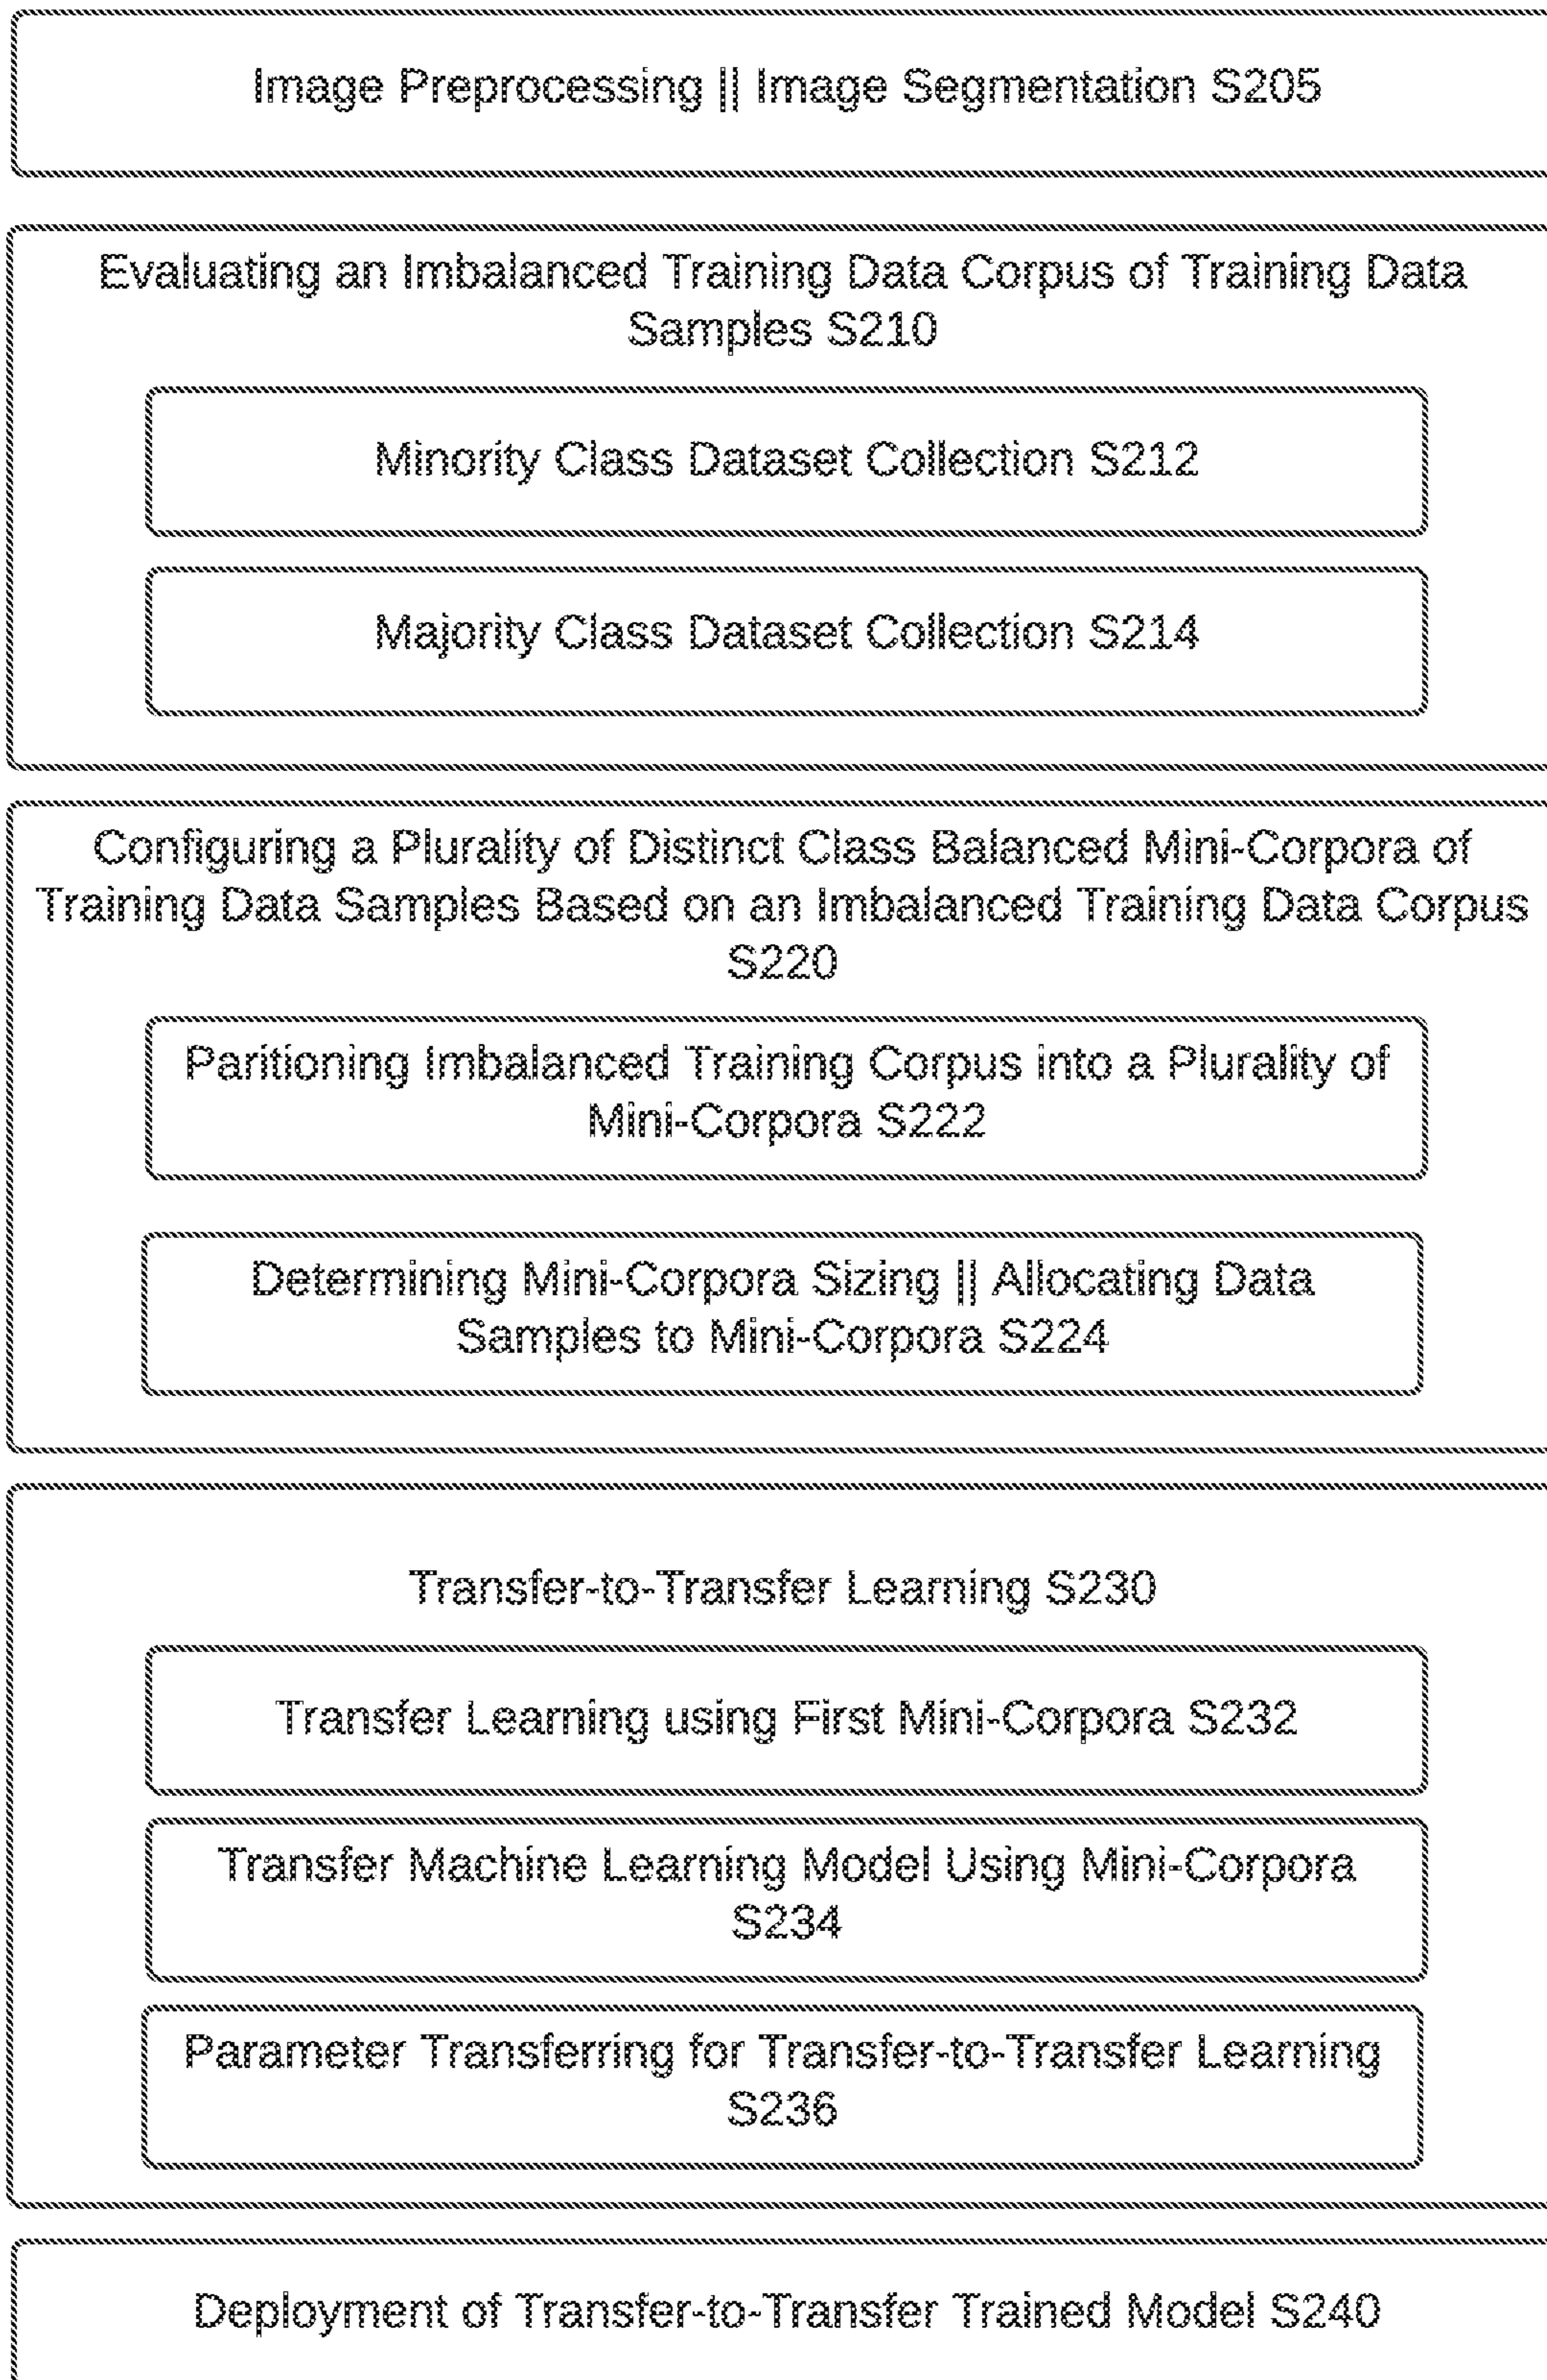 Image Preprocessing || Image Segmentation S205
Evaluating an Imbalanced Training Data Corpus of Training Data
Samples S210
Minority Class Dataset Collection S212
Majority Class Dataset Collection S214
Configuring a Plurality of Distinct Class Balanced Mini-Corpora of
Training Data Samples Based on an Imbalanced Training Data Corpus
S220
Paritioning Imbalanced Training Corpus into a Plurality of
Mini-Corpora S222
Determining Mini-Corpora Sizing || Allocating Data
Samples to Mini-Corpora S224
Transfer-to-Transfer Learning S230
Transfer Learning using First Mini-Corpora S232
Transfer Machine Learning Model Using Mini-Corpora
S234
Parameter Transferring for Transfer-to-Transfer Learning
S236
Deployment of Transfer-to-Transfer Trained Model S240